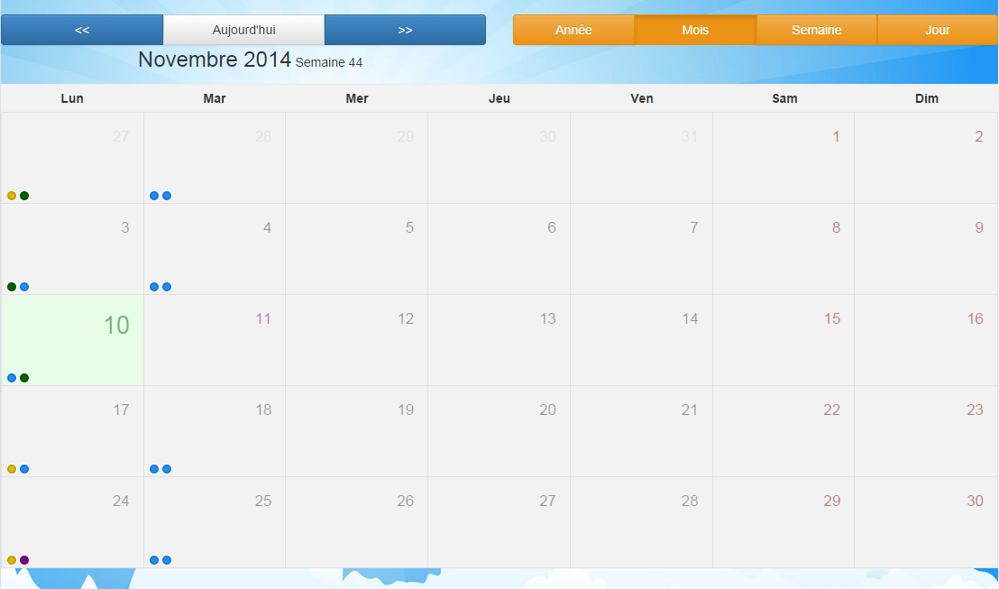 << Aujourd'hui >> Année Mois Semaine Jour
Novembre 2014 Semaine 44
Lun Mar Mer Jeu Ven Sam Dim
27 28 29 30 31 1 2
3 4 5 6 7 8 9
10 11 12 13 14 15 16
17 18 19 20 21 22 23
24 25 26 27 28 29 30